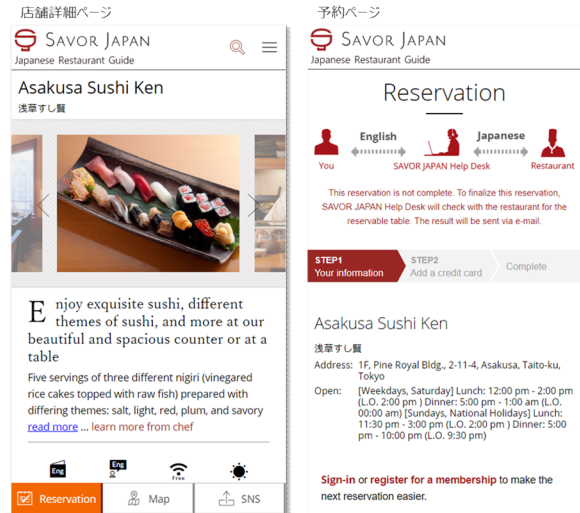 店舗詳細ページ
SAVOR JAPAN
Japanese Restaurant Guide
Asakusa Sushi Ken
浅草すし賢
Enjoy exquisite sushi, different
themes of sushi, and more at our
beautiful and spacious counter or at a
table
Five servings of three different nigiri (vinegared
rice cakes topped with raw fish) prepared with
differing themes: salt, light, red, plum, and savory
read more ... learn from chef
Eng
Eng
Free
Reservation
Map
SNS
予約ページ
SAVOR JAPAN
Japanese Restaurant Guide
Reservation
English
Japanese
You
SAVOR JAPAN Help Desk
Restaurant
This reservation is not complete. To finalize this reservation,
SAVOR JAPAN Help Desk will check with the restaurant for the
reservable table. The result will be sent via e-mail.
STEP1
Your information
STEP2
Add a credit card
Complete
Asakusa Sushi Ken
浅草すし賢
Address: 1F, Pine Royal Bldg., 2-11-4, Asakusa, Taito-ku,
Tokyo
Open: [Weekdays, Saturday] Lunch: 12:00 pm - 2:00 pm
(L.O. 2:00 pm ) Dinner: 5:00 pm - 1:00 am (L.O.
00:00 am) [Sundays, National Holidays] Lunch:
11:30 pm - 3:00 pm (L.O. 2:00 pm ) Dinner: 5:00
pm - 10:00 pm (L.O. 9:30 pm)
Sign-in or register for a membership to make the
next reservation easier.